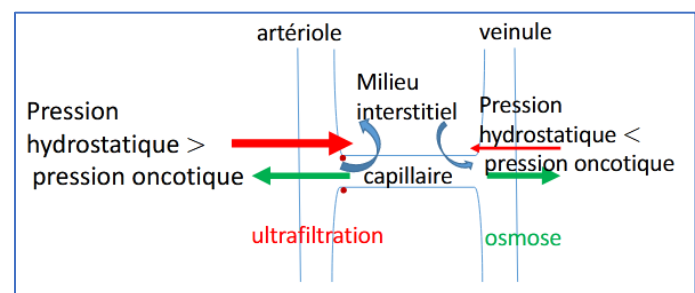 artériole
veinule
Pression
hydrostatique >
pression oncotique
Milieu
interstitiel
capillaire
Pression
hydrostatique <
pression oncotique
ultrafiltration
osmose